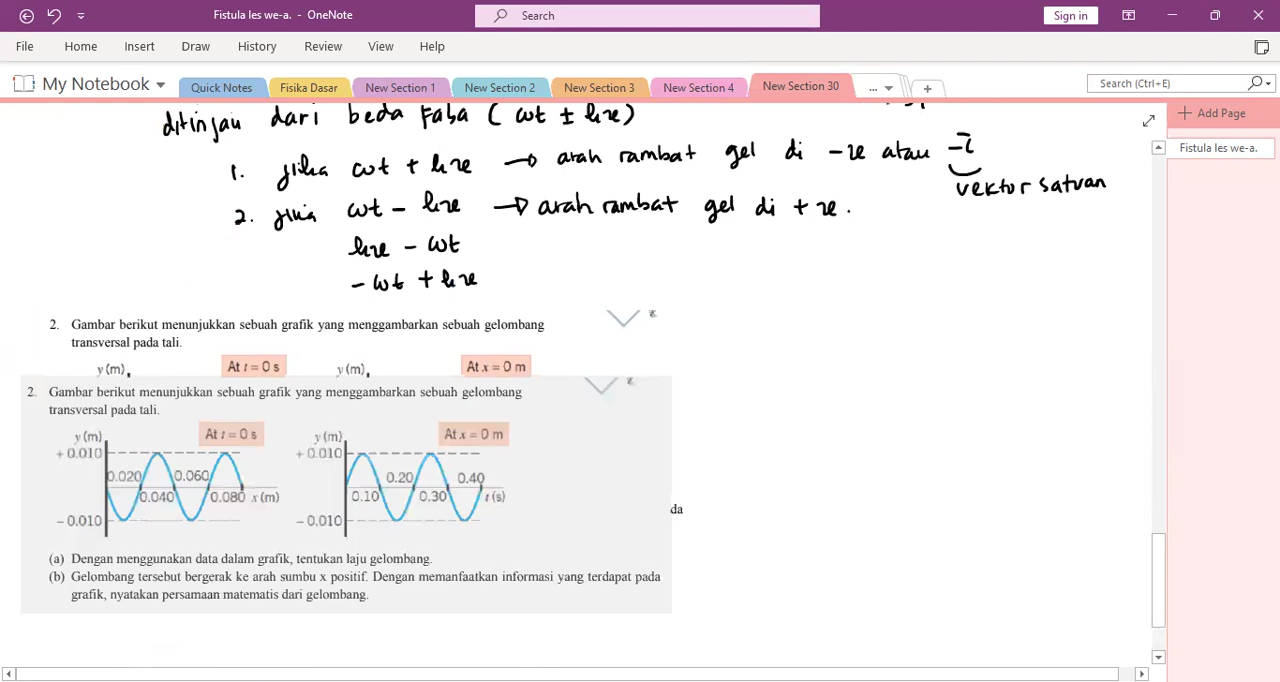 Fistula les we-a. - OneNote
Search
Sign in
File Home Insert Draw History Review View Help
My Notebook
Quick Notes Fisika Dasar New Section 1 New Section 2 New Section 3 New Section 4 New Section 30 ... +
Search (Ctrl+E)
+ Add Page
Fistula les we-a.
ditinjau dari beda fasa (ωt ± kx)
1. jika ωt + kx → arah rambat gel di -x atau -i
vektor satuan
2. jika ωt - kx → arah rambat gel di + x.
kx - ωt
- ωt + kx
2. Gambar berikut menunjukkan sebuah grafik yang menggambarkan sebuah gelombang
transversal pada tali.
y (m) At t = 0 s y (m) At x = 0 m
2. Gambar berikut menunjukkan sebuah grafik yang menggambarkan sebuah gelombang
transversal pada tali.
y (m) At t = 0 s y (m) At x = 0 m
+ 0.010 + 0.010
0.020 0.060 0.20 0.40
0.040 0.080 x (m) 0.10 0.30 t (s)
- 0.010 - 0.010
da
(a) Dengan menggunakan data dalam grafik, tentukan laju gelombang.
(b) Gelombang tersebut bergerak ke arah sumbu x positif. Dengan memanfaatkan informasi yang terdapat pada
grafik, nyatakan persamaan matematis dari gelombang.